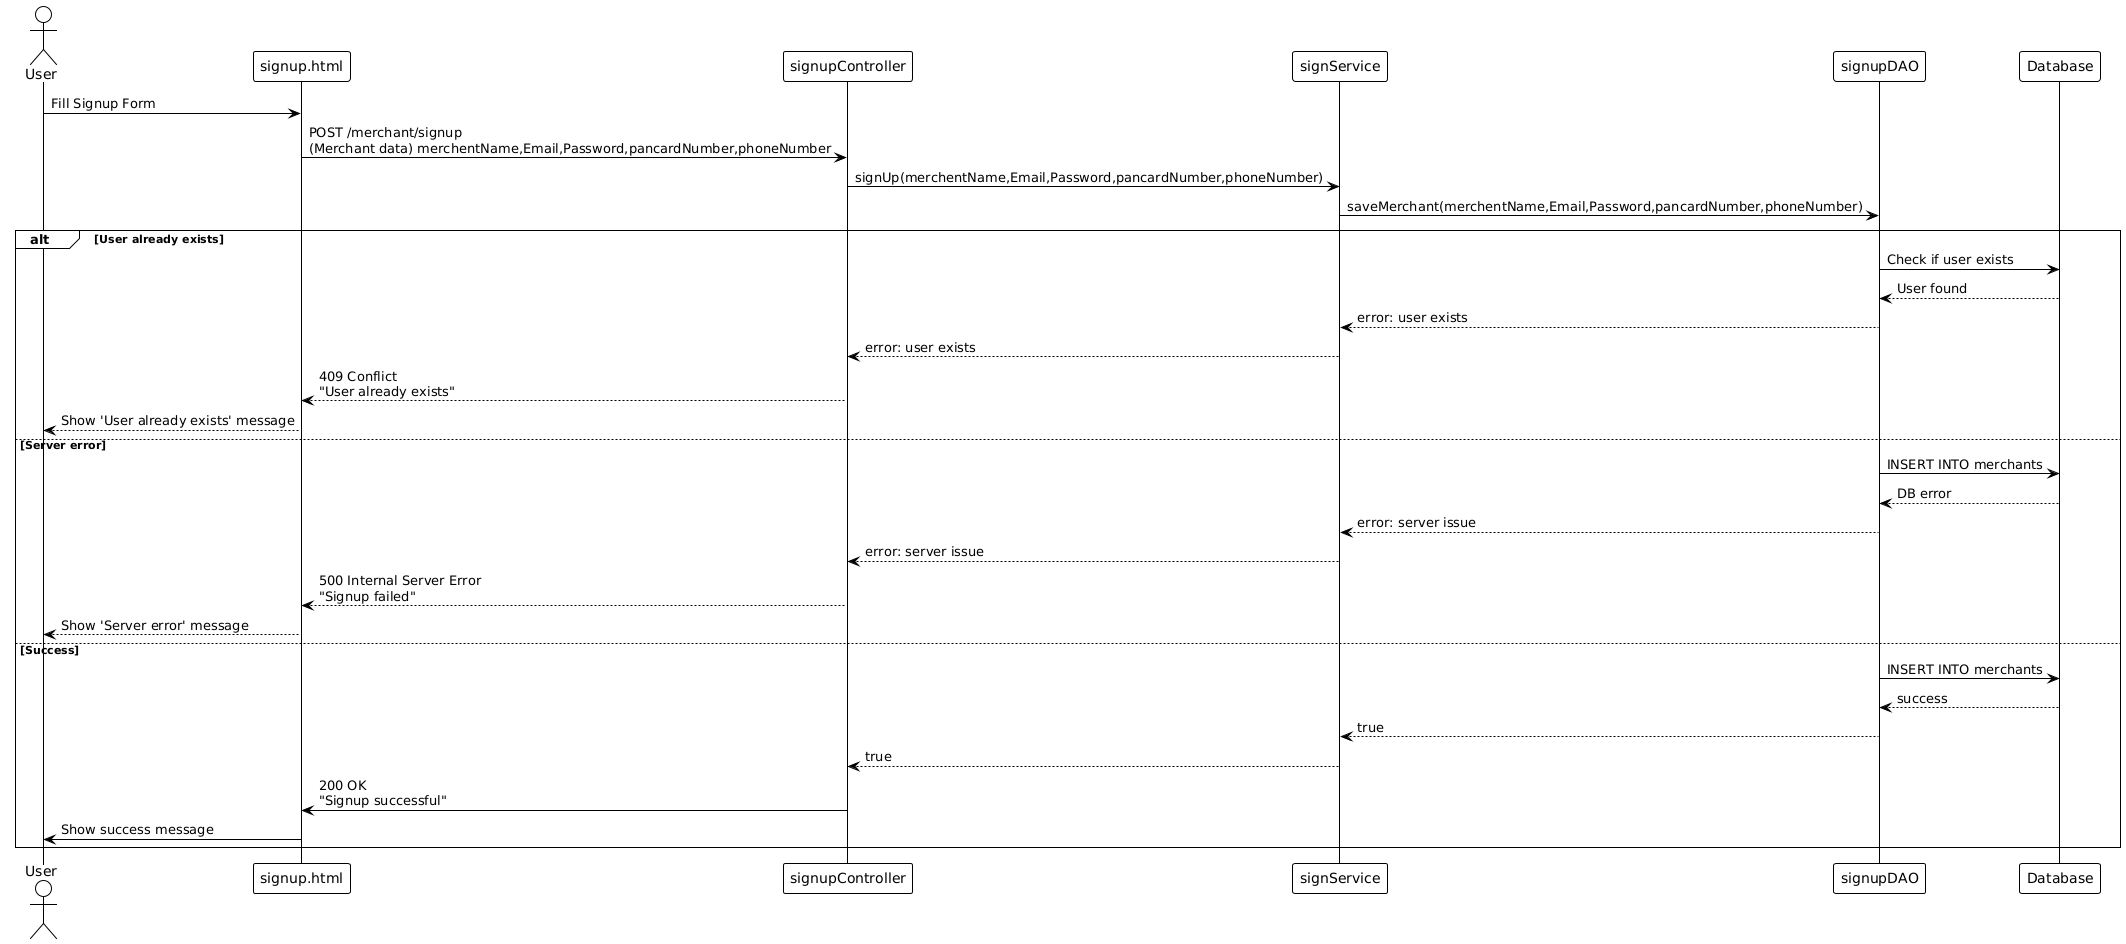 User
signup.html
signupController
signService
signupDAO
Database
Fill Signup Form
POST /merchant/signup
(Merchant data) merchentName,Email,Password,pancardNumber,phoneNumber
signUp(merchentName,Email,Password,pancardNumber,phoneNumber)
saveMerchant(merchentName,Email,Password,pancardNumber,phoneNumber)
alt
[User already exists]
Check if user exists
User found
error: user exists
error: user exists
409 Conflict
"User already exists"
Show 'User already exists' message
[Server error]
INSERT INTO merchants
DB error
error: server issue
error: server issue
500 Internal Server Error
"Signup failed"
Show 'Server error' message
[Success]
INSERT INTO merchants
success
true
true
200 OK
"Signup successful"
Show success message
User
signup.html
signupController
signService
signupDAO
Database